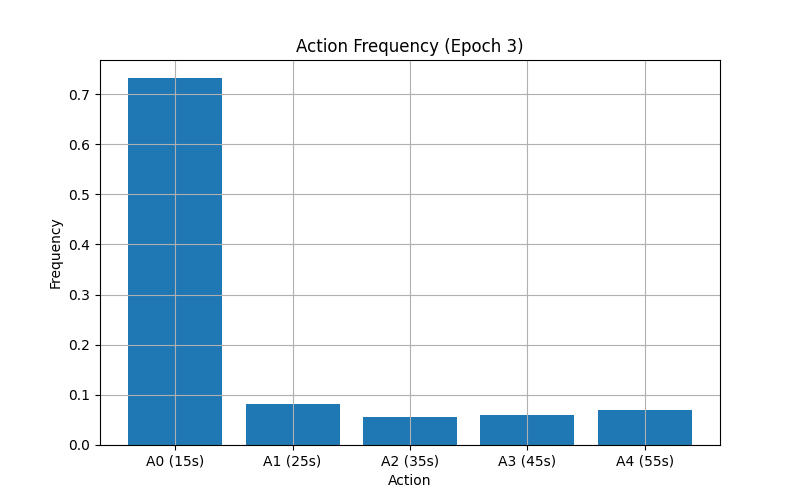 Action Frequency (Epoch 3)
Frequency
0.7
0.6
0.5
0.4
0.3
0.2
0.1
0.0
A0 (15s) A1 (25s) A2 (35s) A3 (45s) A4 (55s)
Action